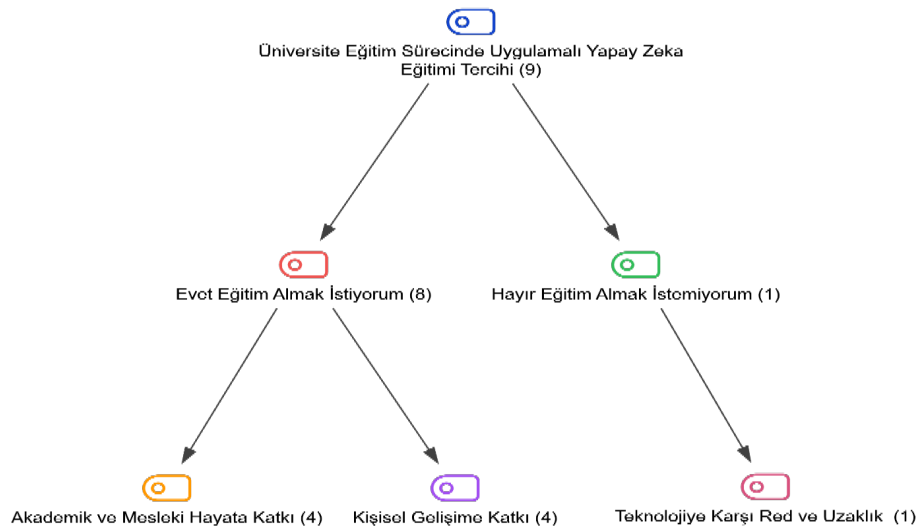 Üniversite Eğitim Sürecinde Uygulamalı Yapay Zeka
Eğitimi Tercihi (9)
Evet Eğitim Almak İstiyorum (8)
Hayır Eğitim Almak İstemiyorum (1)
Akademik ve Mesleki Hayata Katkı (4)
Kişisel Gelişime Katkı (4)
Teknolojiye Karşı Red ve Uzaklık (1)